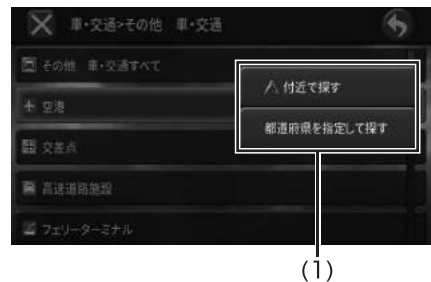 車・交通>その他 車・交通
その他 車・交通すべて
付近で探す
空港
都道府県を指定して探す
交差点
高速道路施設
フェリーターミナル
(1)